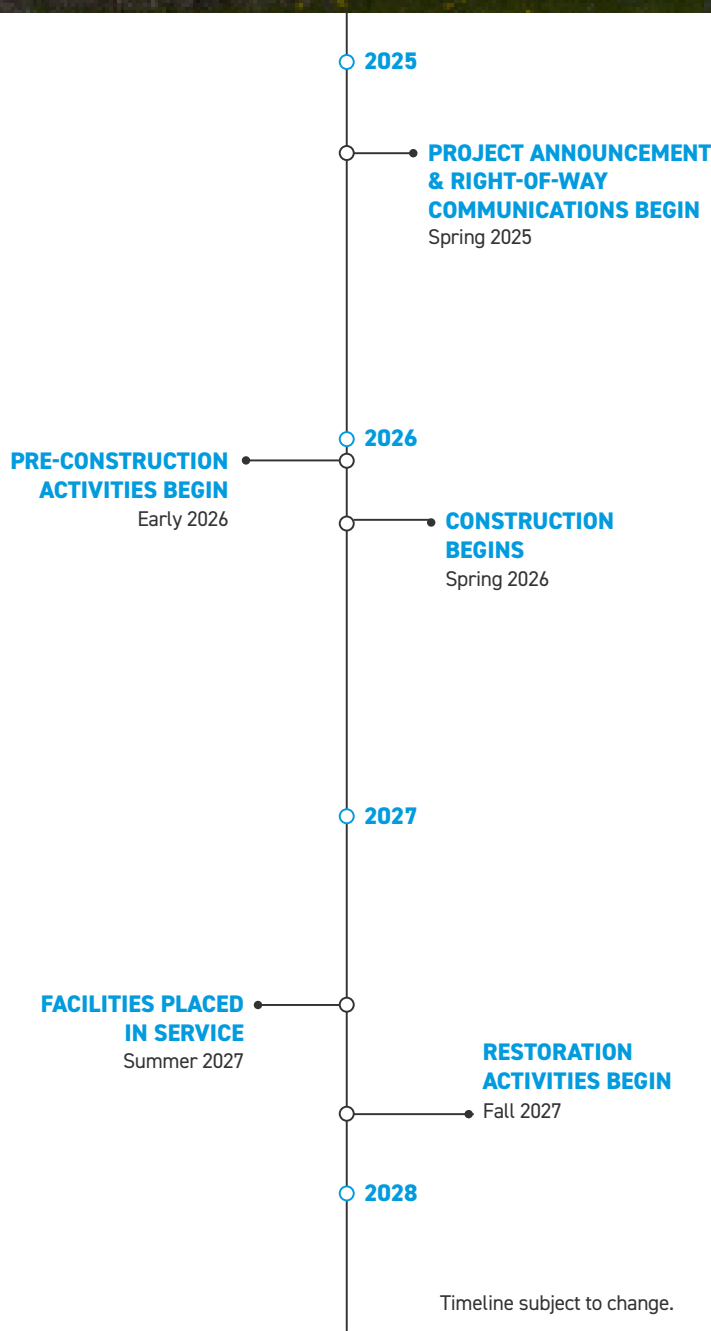 2025
PROJECT ANNOUNCEMENT
& RIGHT-OF-WAY
COMMUNICATIONS BEGIN
Spring 2025
2026
PRE-CONSTRUCTION
ACTIVITIES BEGIN
Early 2026
CONSTRUCTION
BEGINS
Spring 2026
2027
FACILITIES PLACED
IN SERVICE
Summer 2027
RESTORATION
ACTIVITIES BEGIN
Fall 2027
2028
Timeline subject to change.